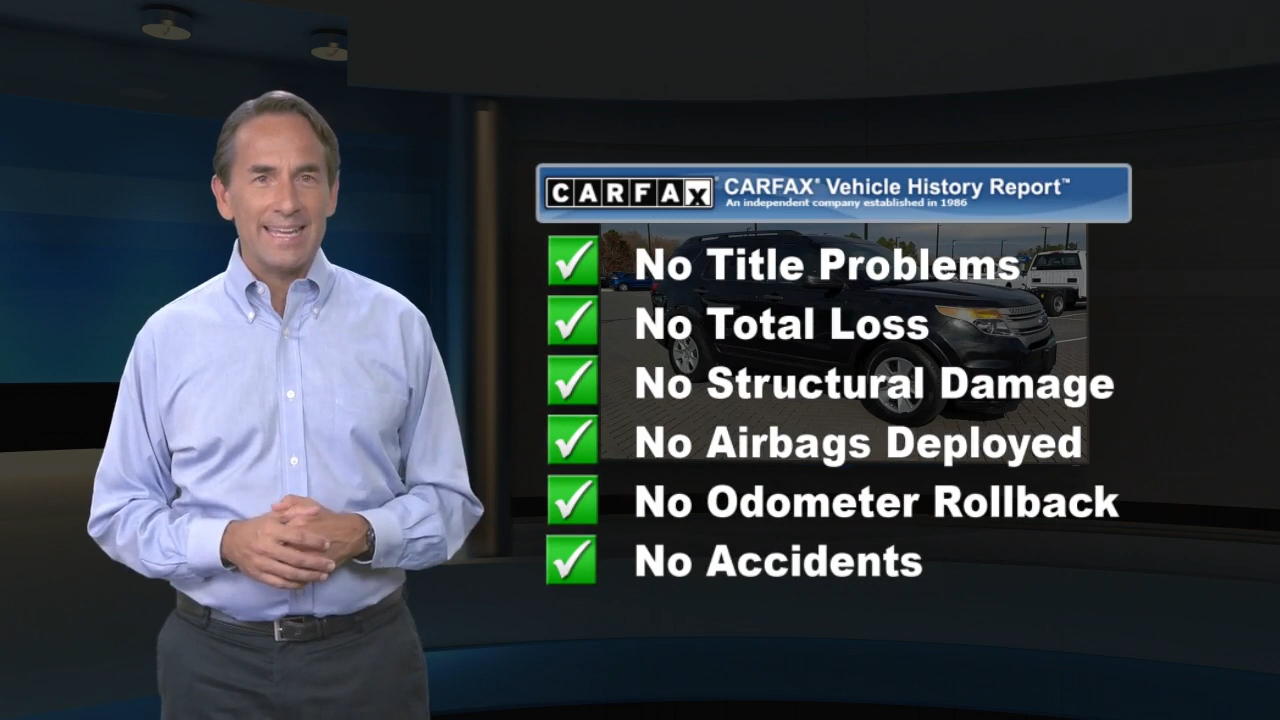 CARFAX
CARFAX® Vehicle History Report™
An independent company established in 1986
No Title Problems
No Total Loss
No Structural Damage
No Airbags Deployed
No Odometer Rollback
No Accidents